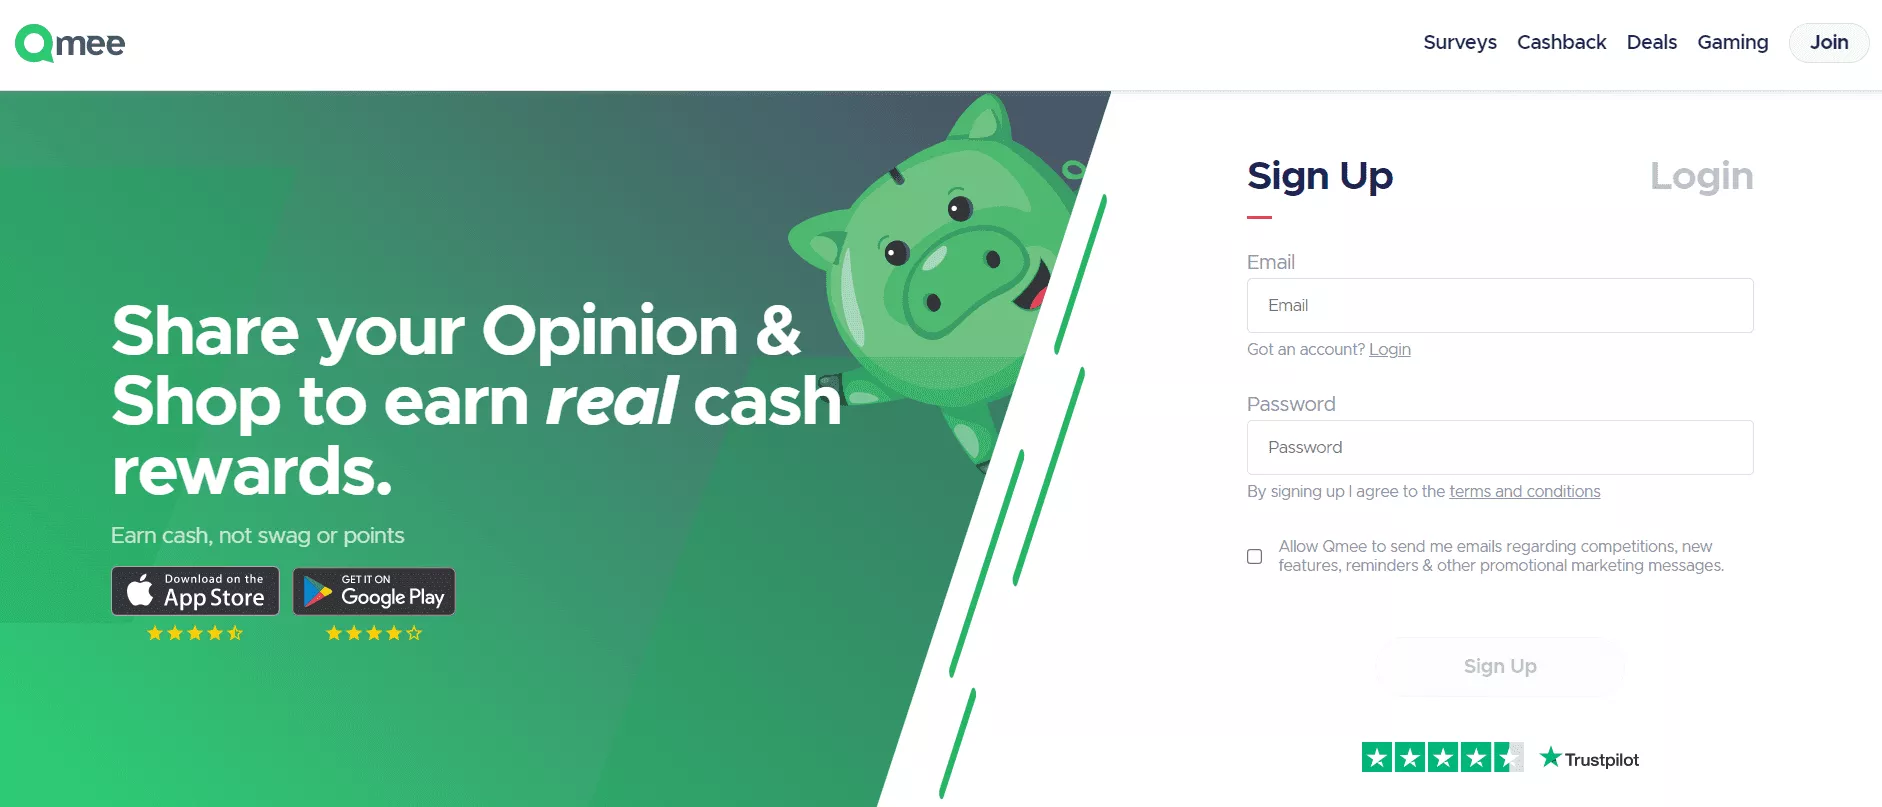 Qmee
Surveys Cashback Deals Gaming Join
Share your Opinion &
Shop to earn real cash
rewards.
Earn cash, not swag or points
Download on the
App Store
GET IT ON
Google Play
Sign Up
Login
Email
Email
Got an account? Login
Password
Password
By signing up I agree to the terms and conditions
Allow Qmee to send me emails regarding competitions, new
features, reminders & other promotional marketing messages.
Sign Up
Trustpilot